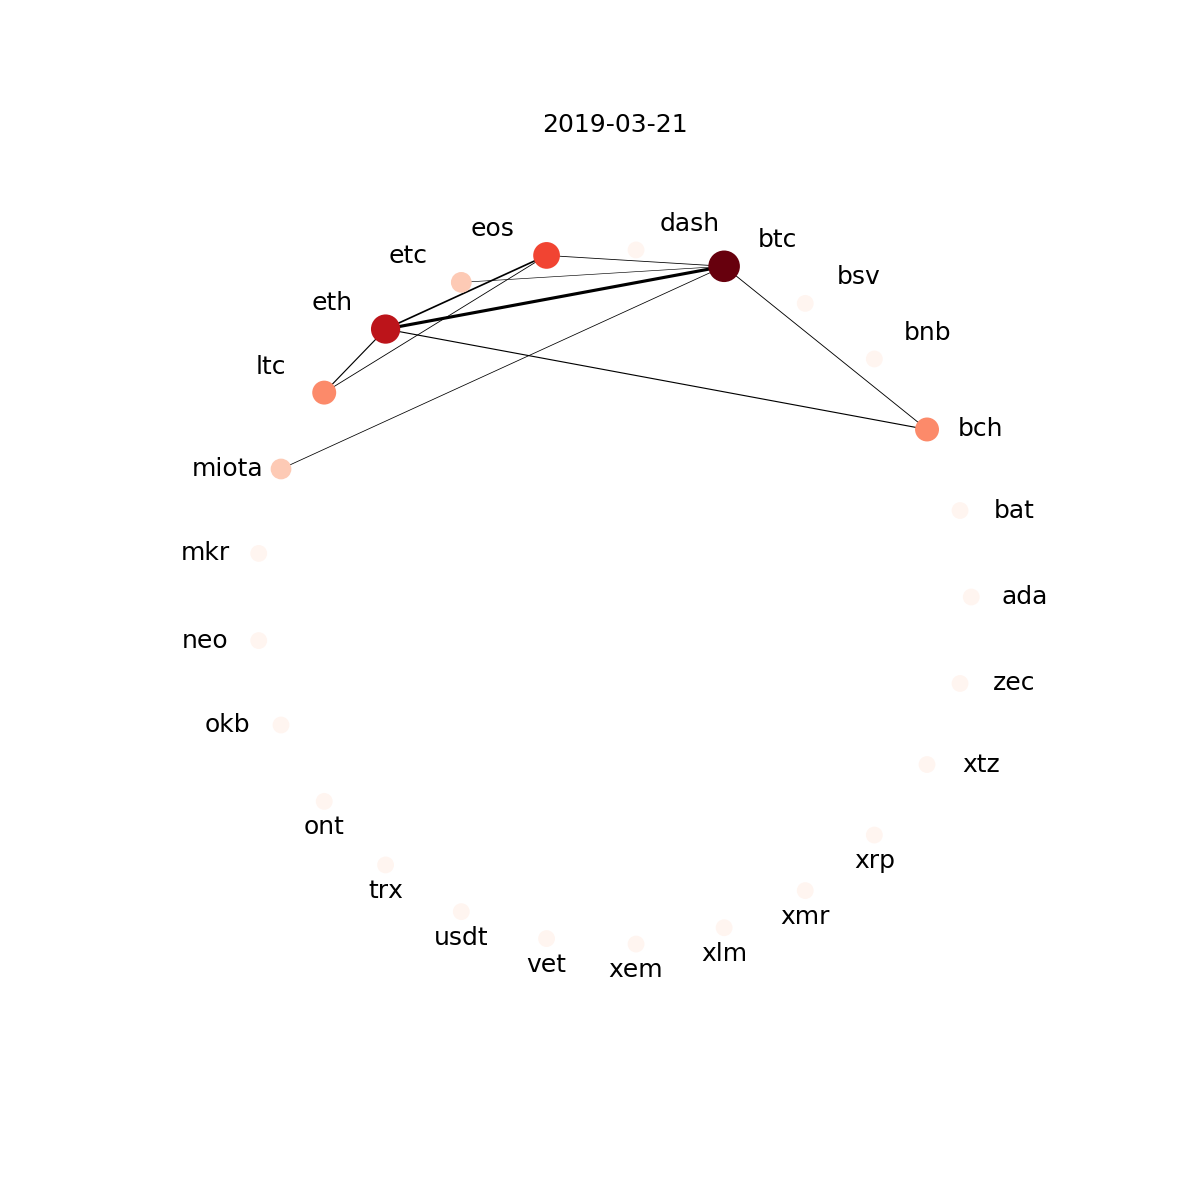 2019-03-21
dash
eos
btc
etc
bsv
eth
bnb
ltc
bch
miota
bat
mkr
ada
neo
zec
okb
xtz
ont
xrp
trx
xmr
usdt
xlm
vet
xem